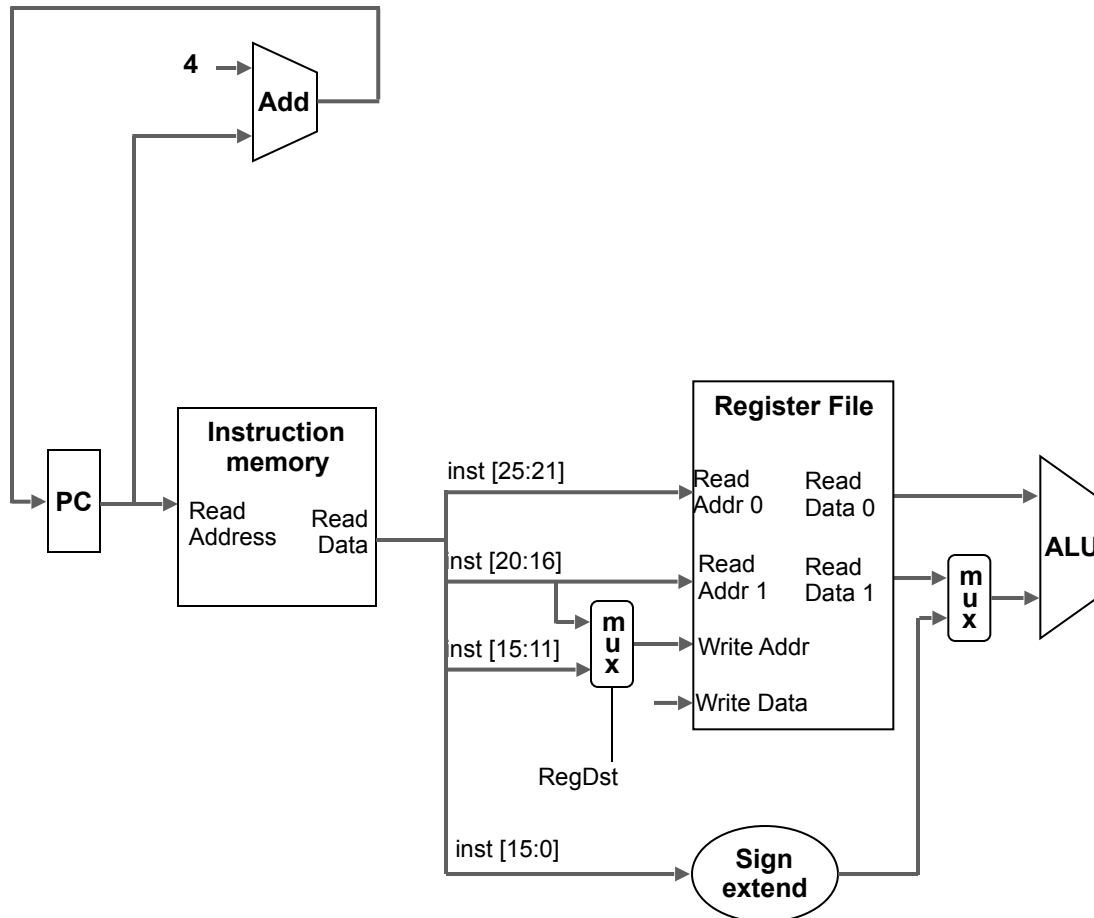 4
Add
PC
Instruction
memory
Read
Address
Read
Data
inst [25:21]
inst [20:16]
inst [15:11]
inst [15:0]
m
u
x
RegDst
Register File
Read
Addr 0
Read
Data 0
Read
Addr 1
Read
Data 1
Write Addr
Write Data
Sign
extend
m
u
x
ALU